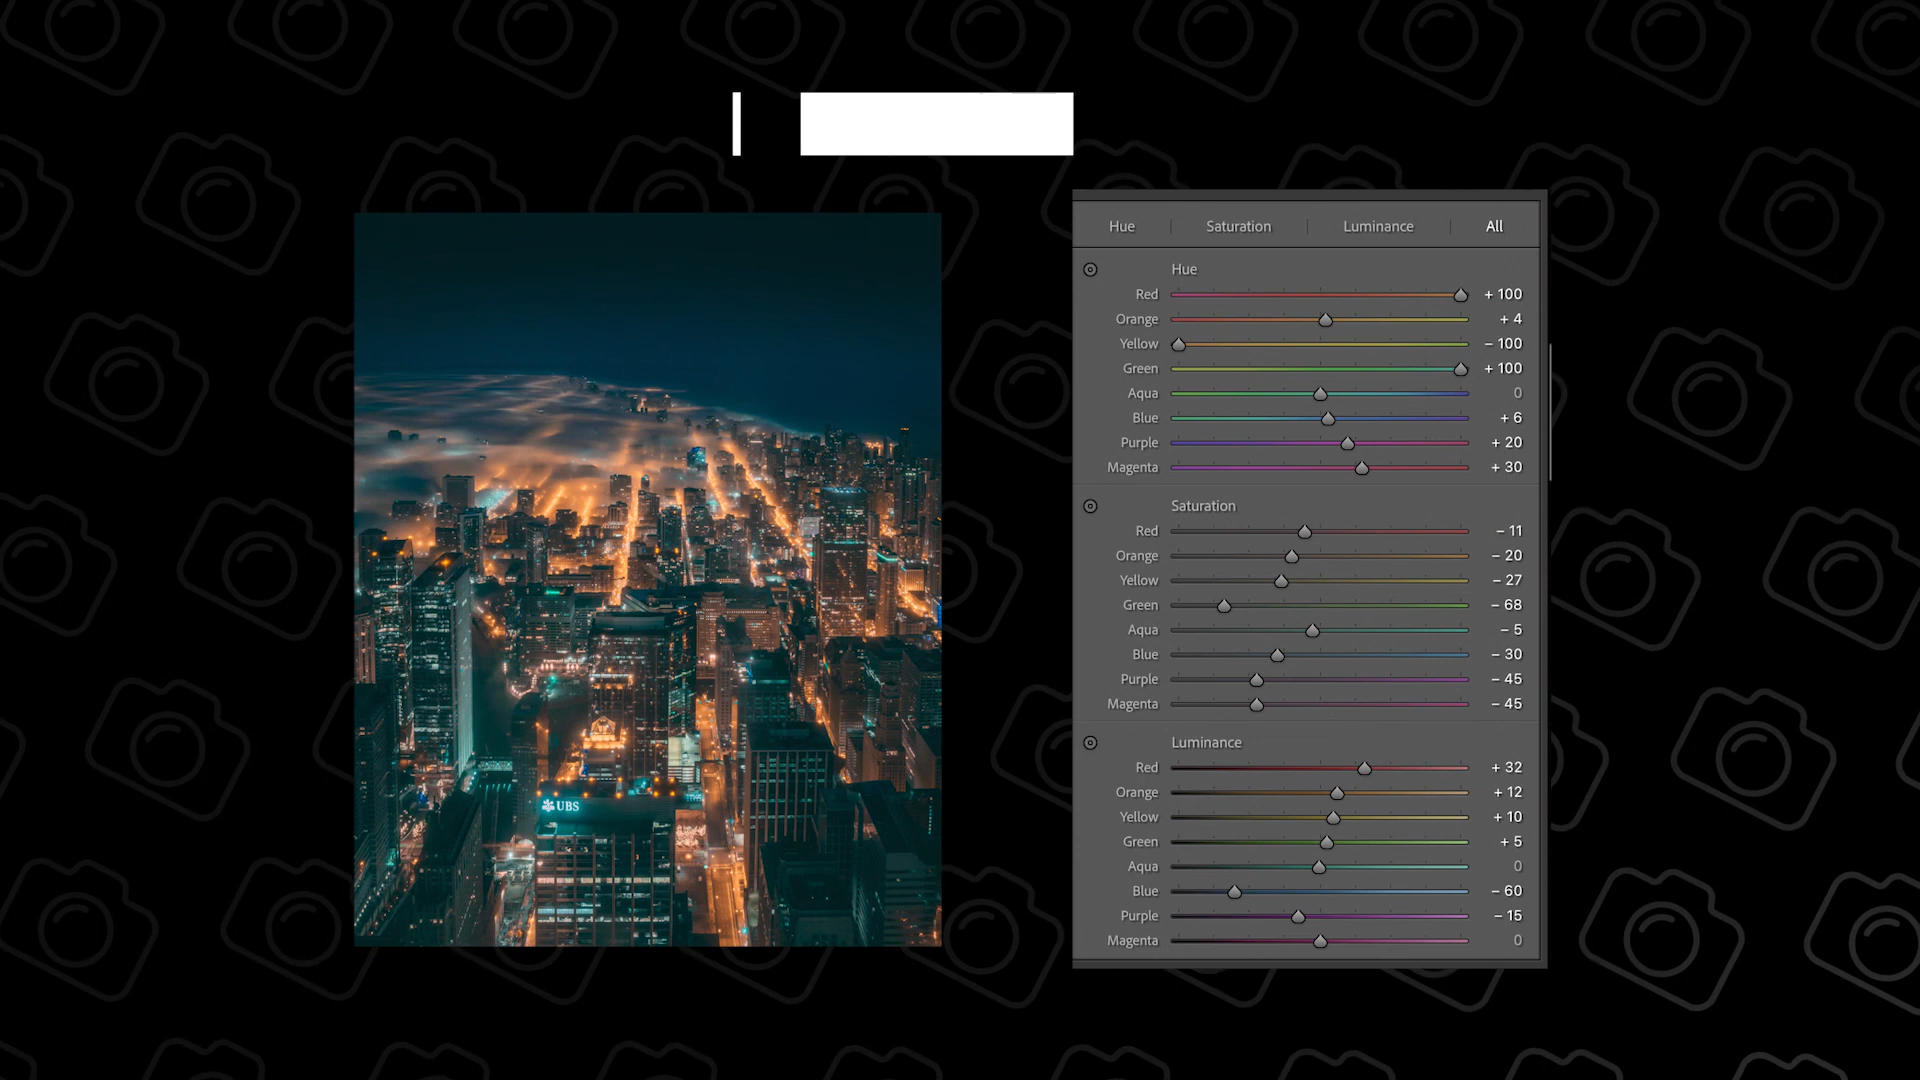 Hue Saturation Luminance All
Hue
Red + 100
Orange + 4
Yellow − 100
Green + 100
Aqua 0
Blue + 6
Purple + 20
Magenta + 30
Saturation
Red − 11
Orange − 20
Yellow − 27
Green − 68
Aqua − 5
Blue − 30
Purple − 45
Magenta − 45
Luminance
Red + 32
Orange + 12
Yellow + 10
Green + 5
Aqua 0
Blue − 60
Purple − 15
Magenta 0
UBS